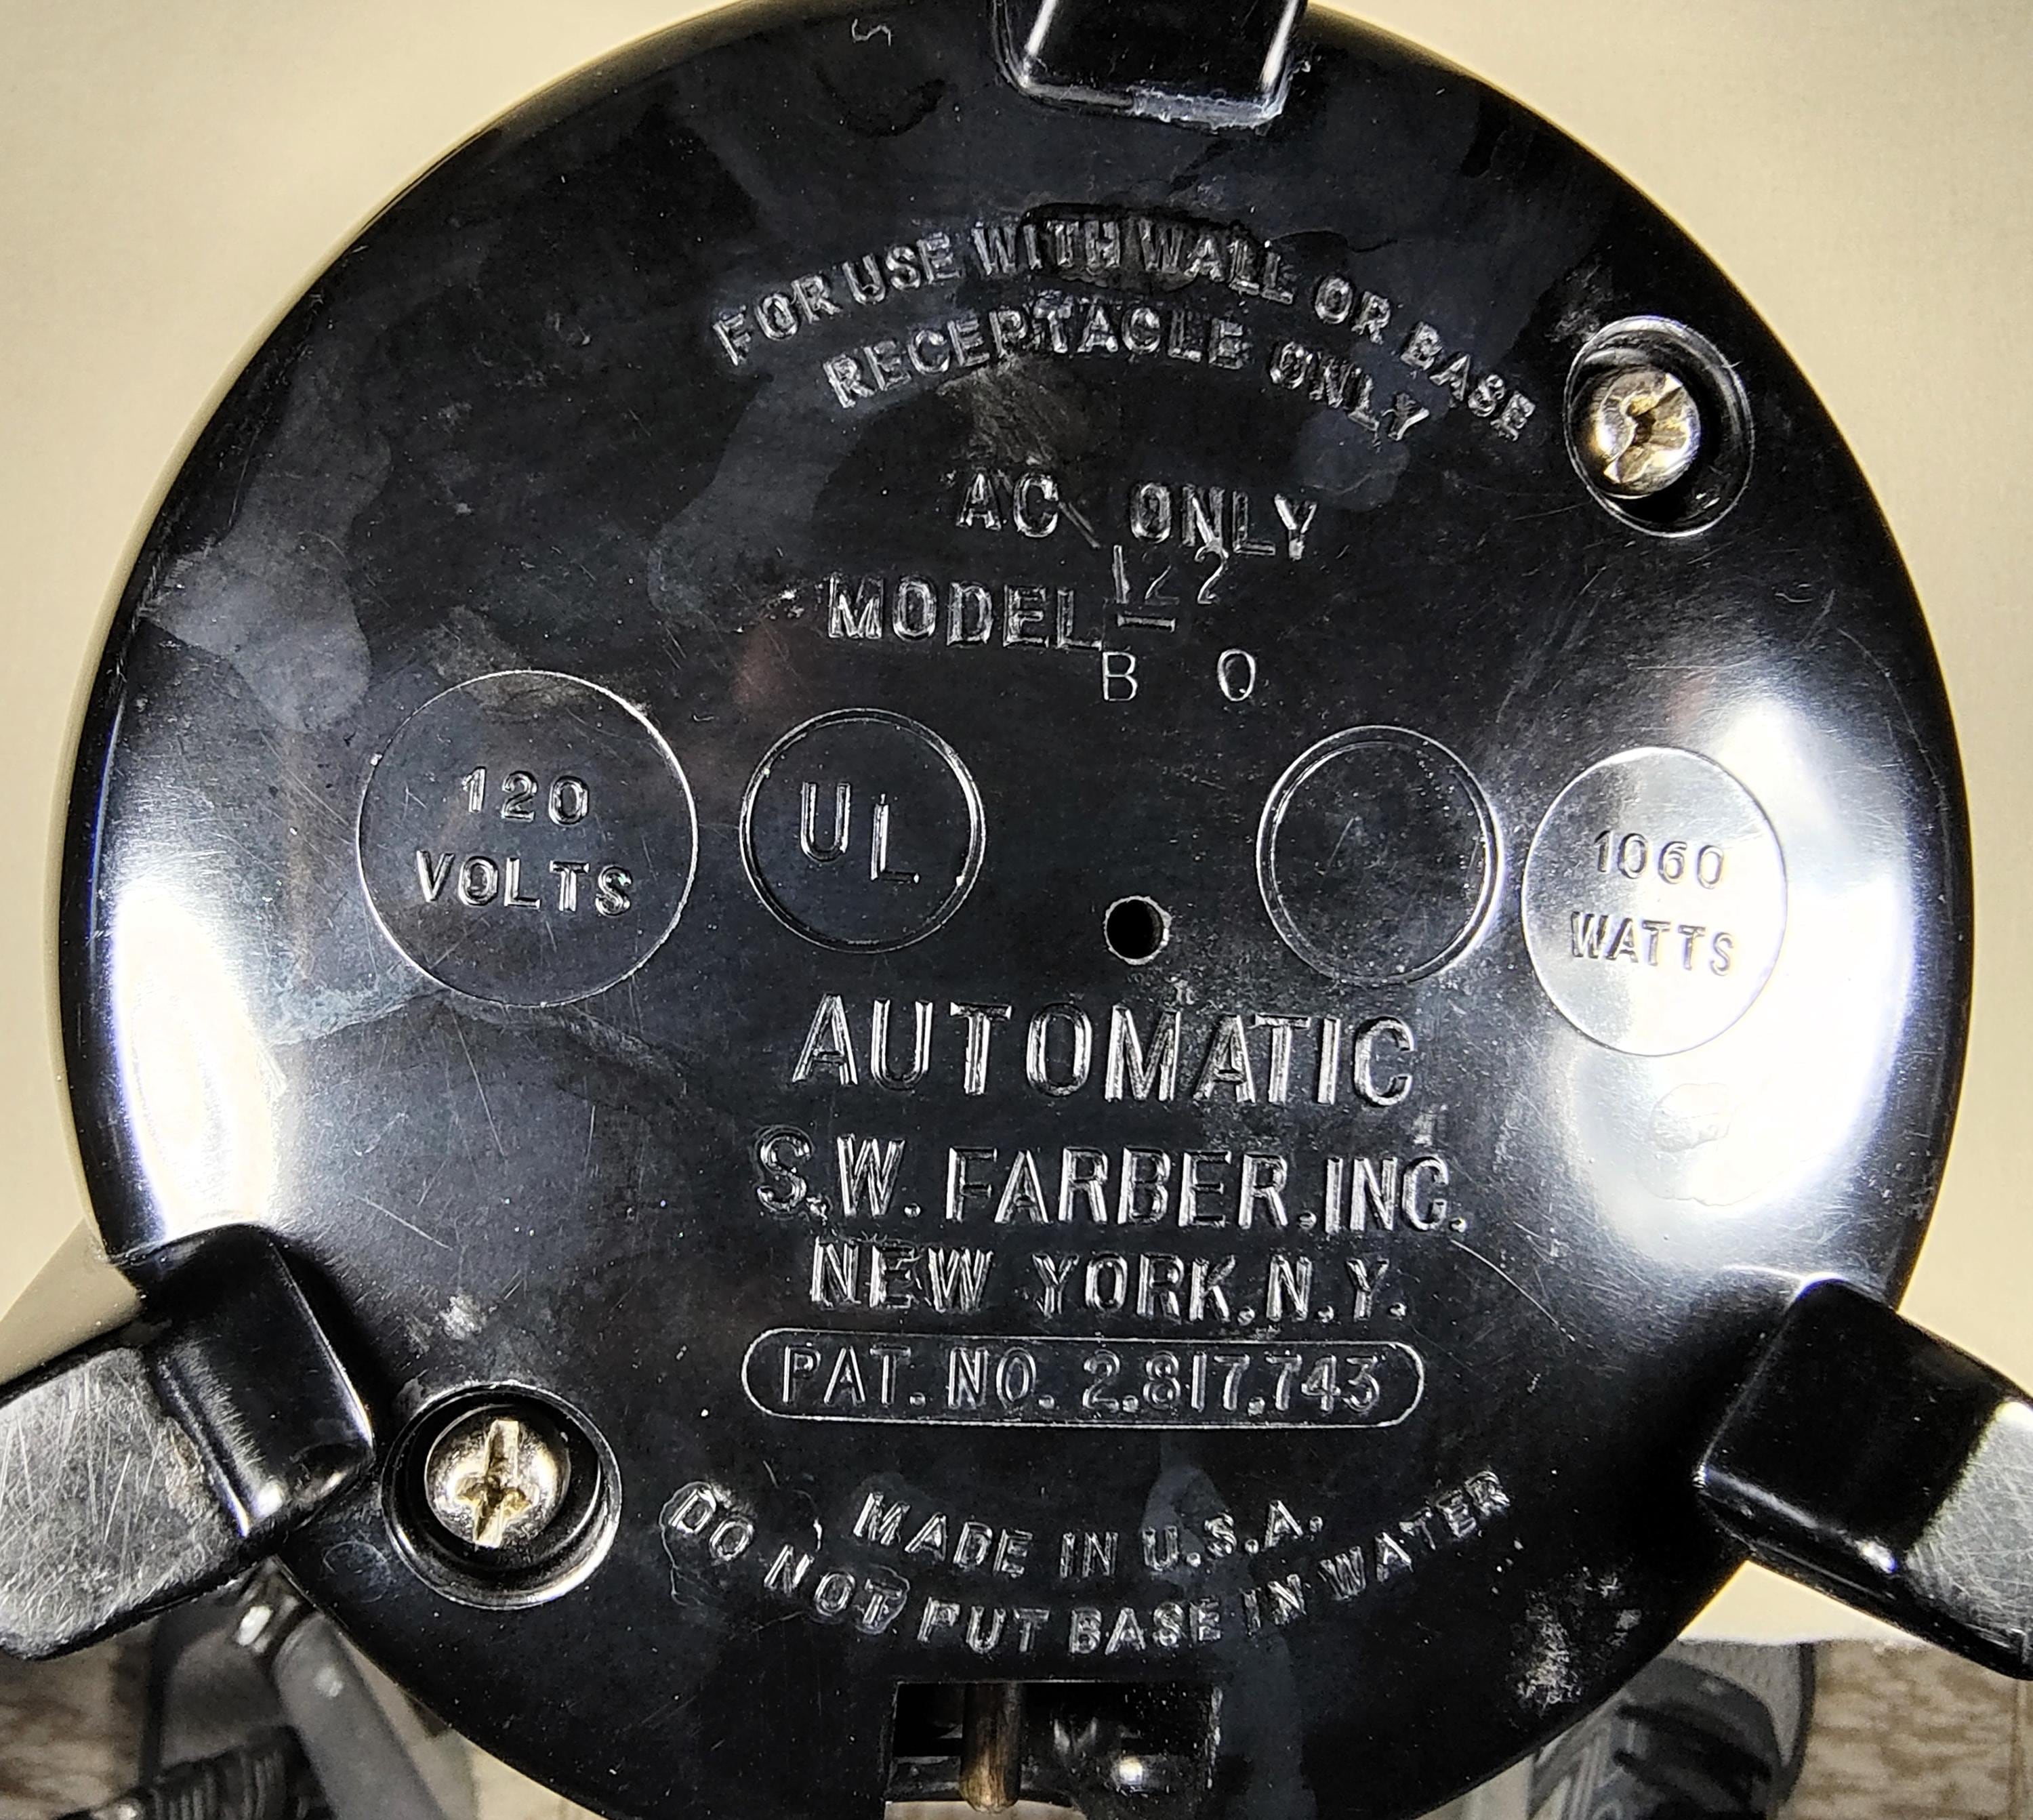 FOR USE WITH WALL OR BASE
RECEPTACLE ONLY
AC ONLY
122
MODEL –
B O
120
VOLTS
UL
1060
WATTS
AUTOMATIC
S.W. FARBER.INC.
NEW YORK.N.Y.
PAT. NO. 2.817.743
MADE IN U.S.A.
DO NOT PUT BASE IN WATER